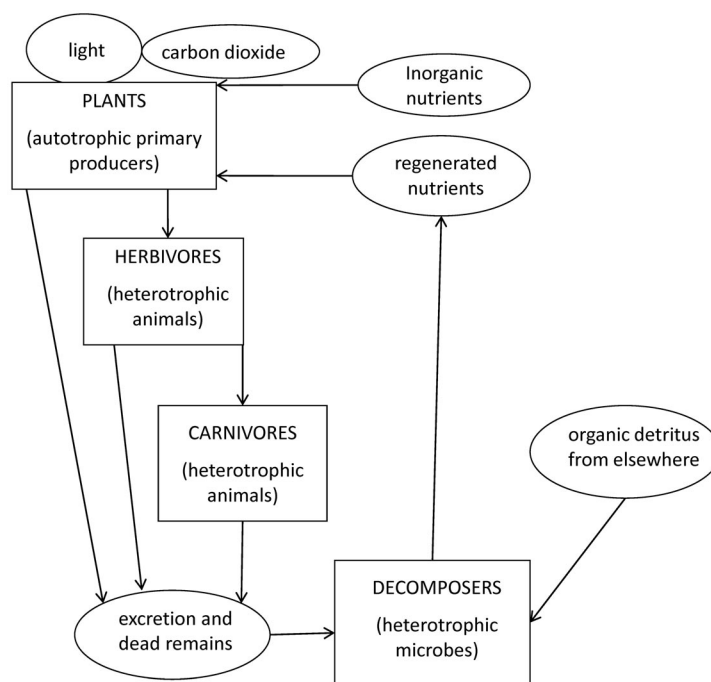 light
carbon dioxide
Inorganic
nutrients
PLANTS
(autotrophic primary
producers)
regenerated
nutrients
HERBIVORES
(heterotrophic
animals)
CARNIVORES
(heterotrophic
animals)
organic detritus
from elsewhere
excretion and
dead remains
DECOMPOSERS
(heterotrophic
microbes)